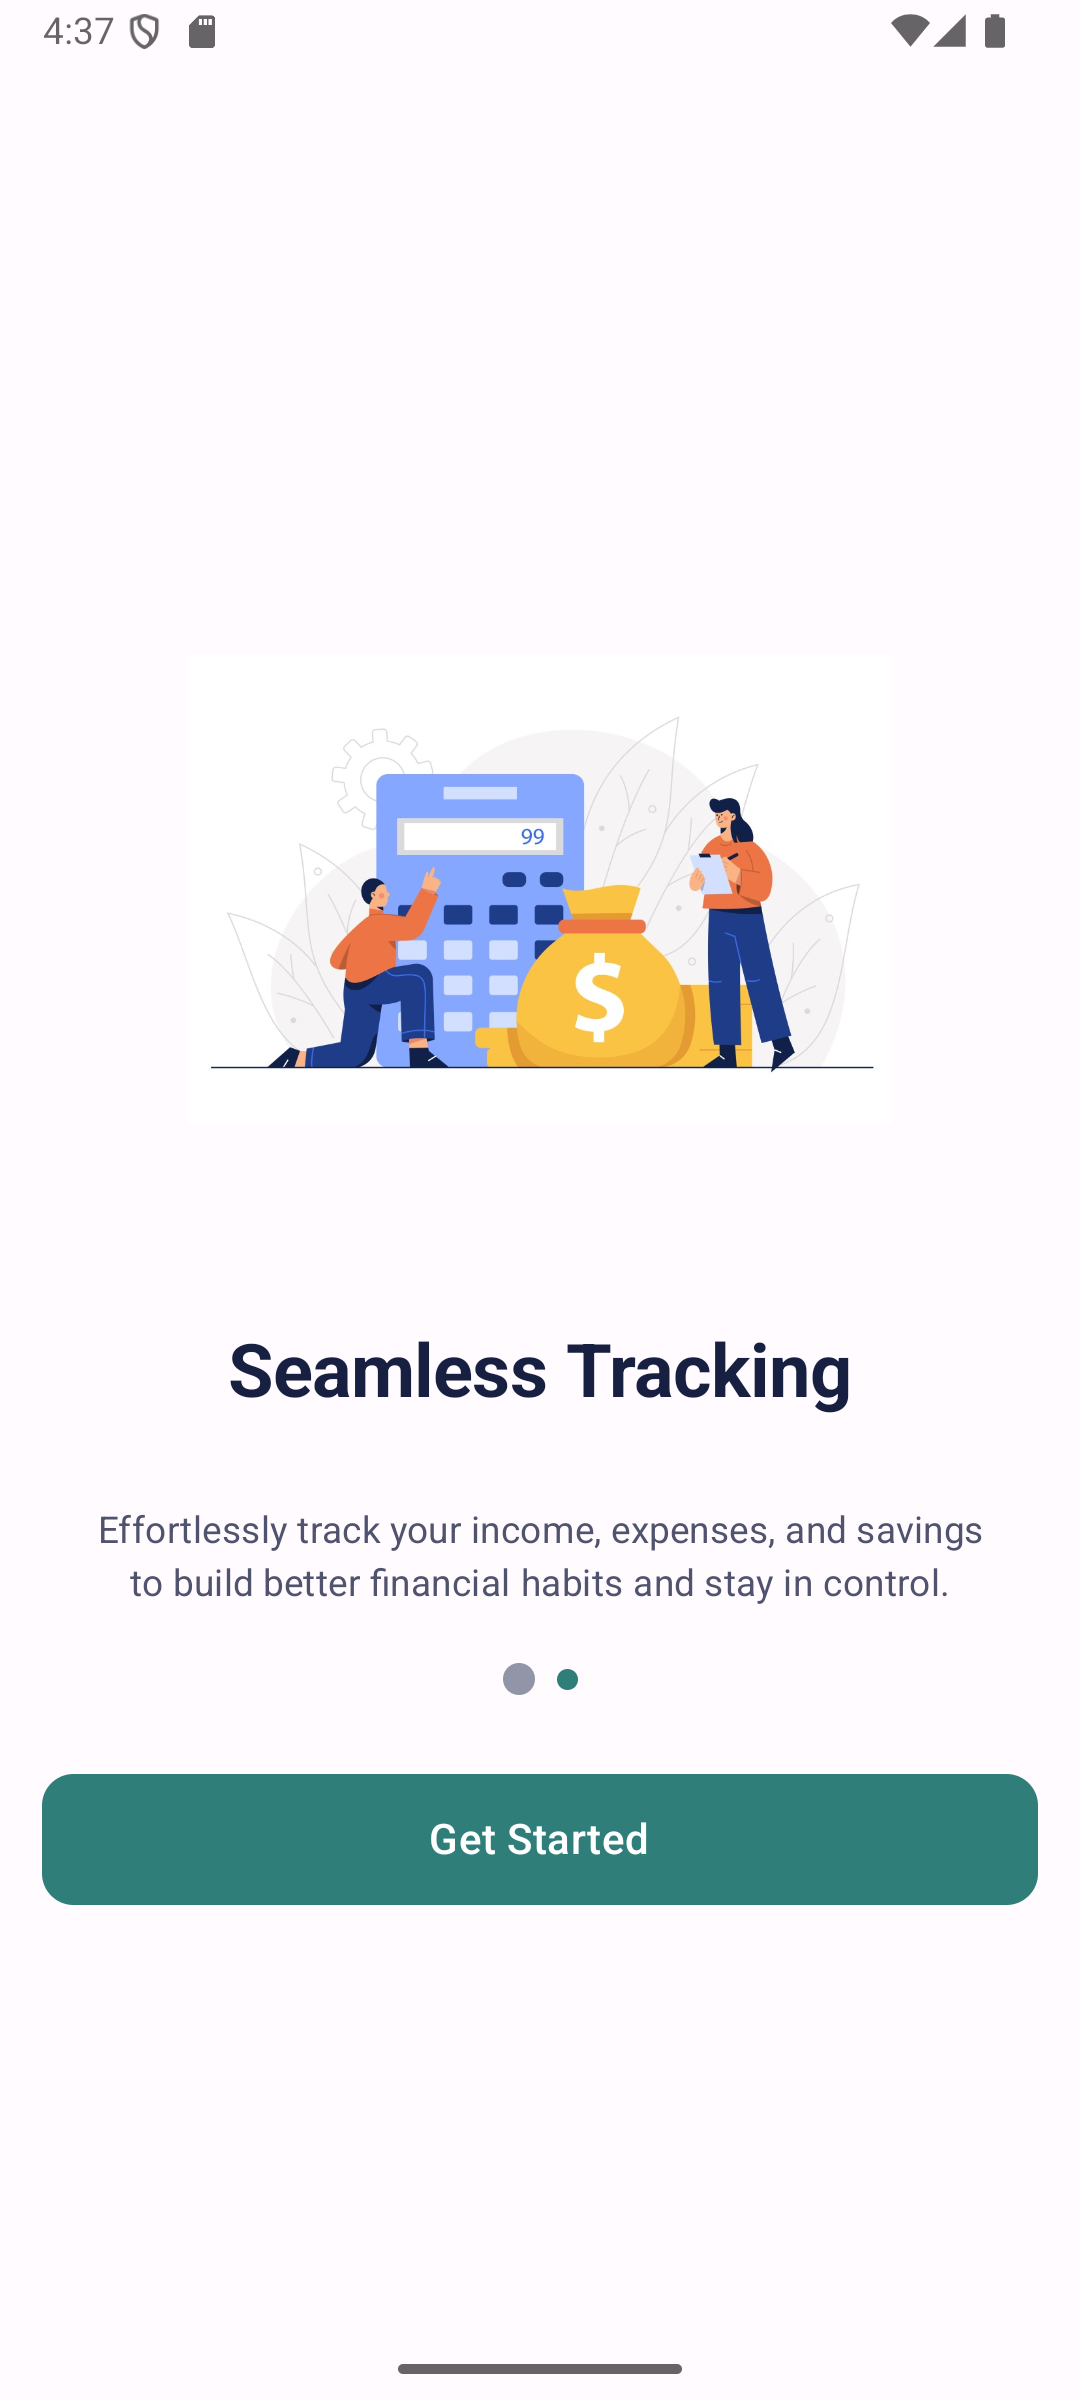 4:37
99
$
Seamless Tracking
Effortlessly track your income, expenses, and savings
to build better financial habits and stay in control.
Get Started